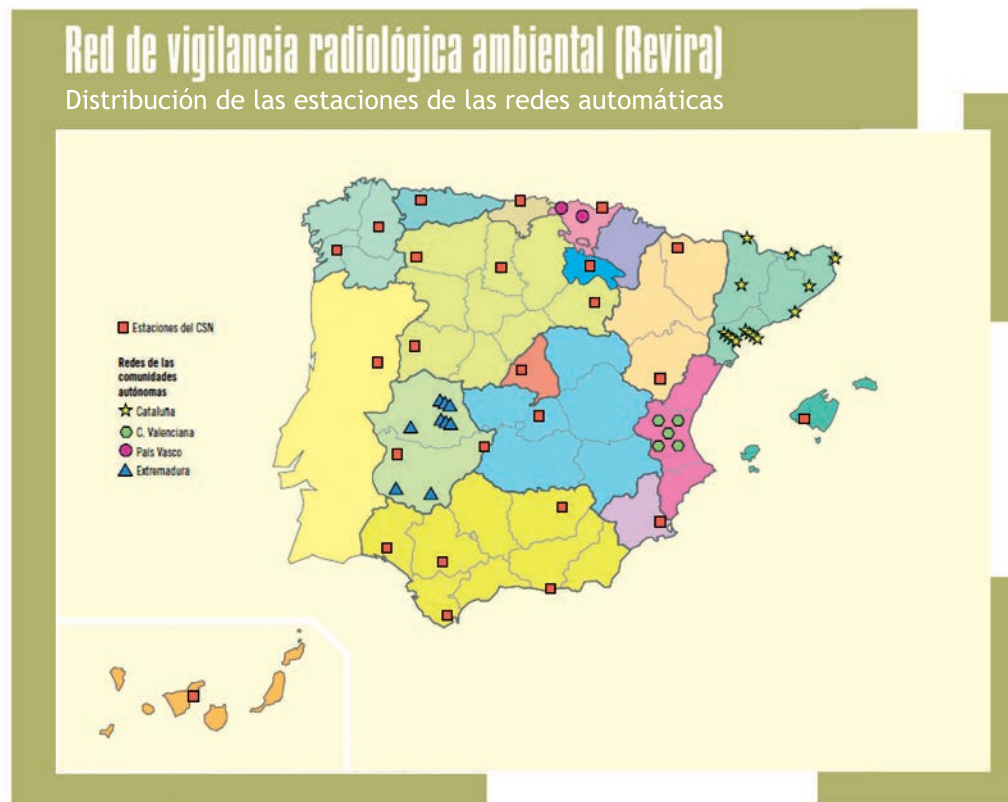 Red de vigilancia radiológica ambiental (Revira)
Distribución de las estaciones de las redes automáticas
Estaciones del CSN
Redes de las
comunidades
autónomas
Cataluña
C. Valenciana
País Vasco
Extremadura